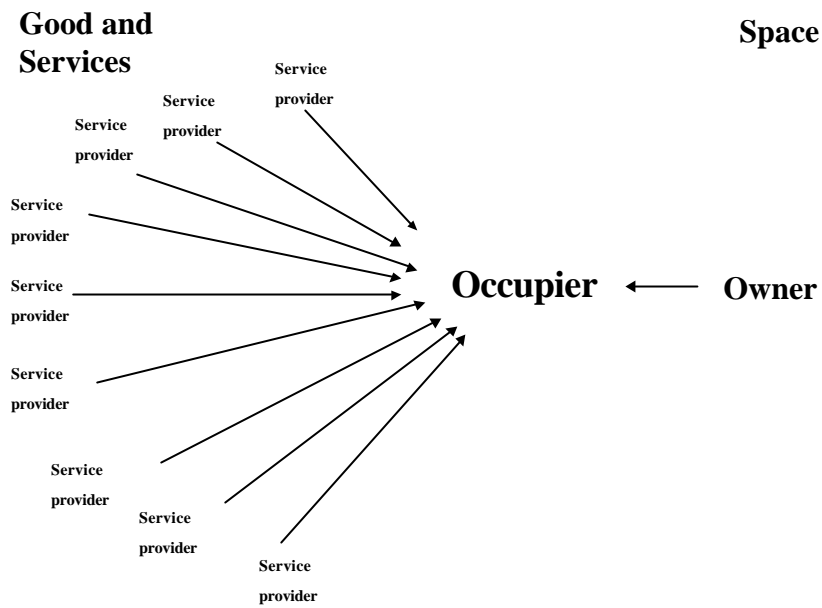 Good and
Services
Space
Service
provider
Service
provider
Service
provider
Service
provider
Service
provider
Occupier
Owner
Service
provider
Service
provider
Service
provider
Service
provider